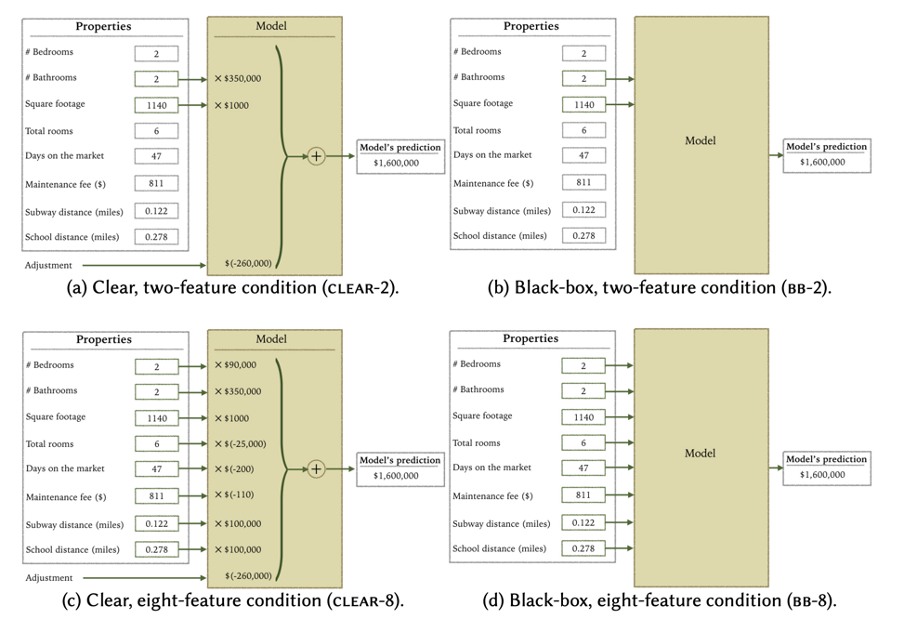 Properties
Model
# Bedrooms 2
# Bathrooms 2 × $350,000
Square footage 1140 × $1000
Total rooms 6
Days on the market 47
Maintenance fee ($) 811
Subway distance (miles) 0.122
School distance (miles) 0.278
Adjustment $(-260,000)
+
Model's prediction
$1,600,000
(a) Clear, two-feature condition (CLEAR-2).
Properties
# Bedrooms 2
# Bathrooms 2
Square footage 1140
Total rooms 6
Days on the market 47
Maintenance fee ($) 811
Subway distance (miles) 0.122
School distance (miles) 0.278
Model
Model's prediction
$1,600,000
(b) Black-box, two-feature condition (BB-2).
Properties
Model
# Bedrooms 2 × $90,000
# Bathrooms 2 × $350,000
Square footage 1140 × $1000
Total rooms 6 × $(-25,000)
Days on the market 47 × $(-200)
Maintenance fee ($) 811 × $(-110)
Subway distance (miles) 0.122 × $100,000
School distance (miles) 0.278 × $100,000
Adjustment $(-260,000)
+
Model's prediction
$1,600,000
(c) Clear, eight-feature condition (CLEAR-8).
Properties
# Bedrooms 2
# Bathrooms 2
Square footage 1140
Total rooms 6
Days on the market 47
Maintenance fee ($) 811
Subway distance (miles) 0.122
School distance (miles) 0.278
Model
Model's prediction
$1,600,000
(d) Black-box, eight-feature condition (BB-8).